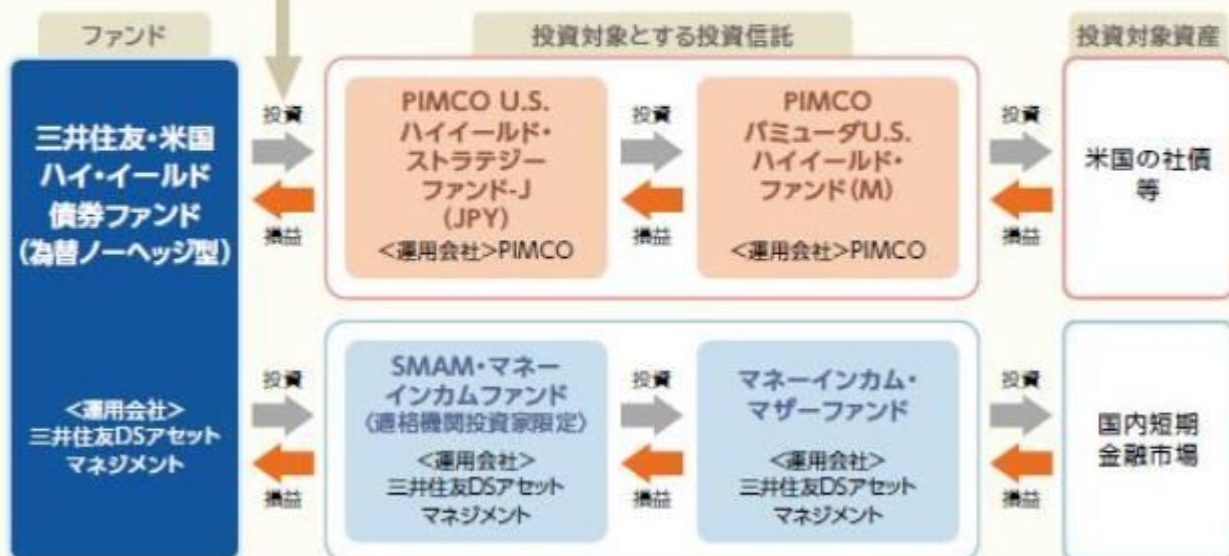 ファンド
投資対象とする投資信託
投資対象資産
三井住友・米国
ハイ・イールド
債券ファンド
(為替ノーヘッジ型)
<運用会社>
三井住友DSアセット
マネジメント
投資
損益
PIMCO U.S.
ハイイールド・
ストラテジー
ファンド-J
(JPY)
<運用会社>PIMCO
投資
損益
PIMCO
バミューダU.S.
ハイイールド・
ファンド(M)
<運用会社>PIMCO
投資
損益
米国の社債
等
投資
損益
SMAM・マネー
インカムファンド
(適格機関投資家限定)
<運用会社>
三井住友DSアセット
マネジメント
投資
損益
マネーインカム・
マザーファンド
<運用会社>
三井住友DSアセット
マネジメント
投資
損益
国内短期
金融市場